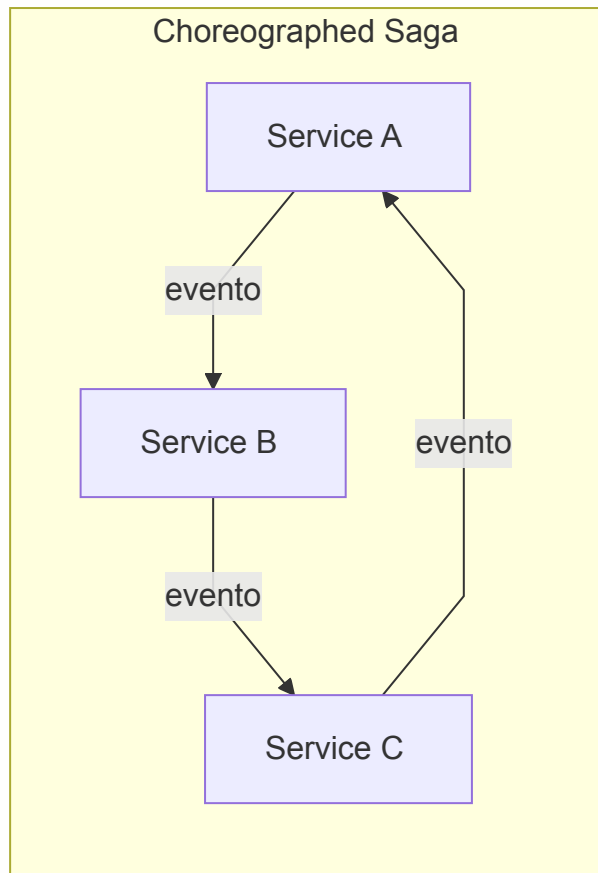 Choreographed Saga
Service A
evento
Service B
evento
evento
Service C